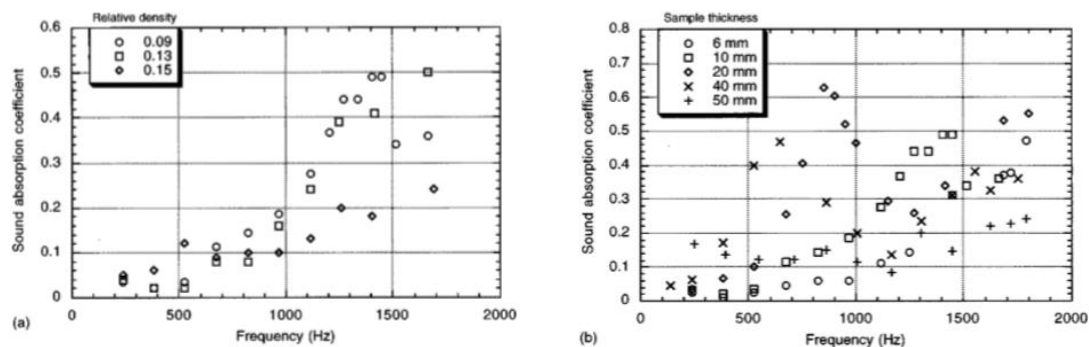 Relative density
0.09
0.13
0.15
Sound absorption coefficient
0.6
0.5
0.4
0.3
0.2
0.1
0
0 500 1000 1500 2000
Frequency (Hz)
(a)
Sample thickness
6 mm
10 mm
20 mm
40 mm
50 mm
Sound absorption coefficient
0.8
0.7
0.6
0.5
0.4
0.3
0.2
0.1
0
0 500 1000 1500 2000
Frequency (Hz)
(b)